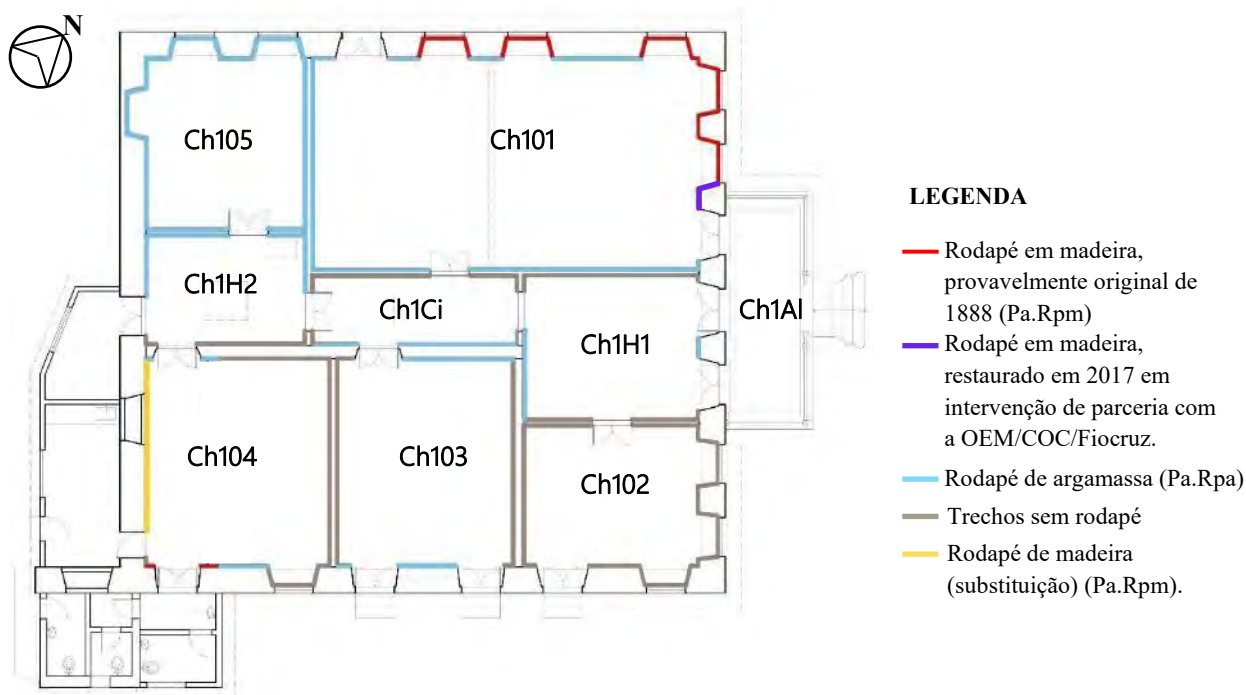 N
Ch105
Ch101
Ch1H2
Ch1Ci
Ch1H1
Ch1Al
Ch104
Ch103
Ch102
LEGENDA
Rodapé em madeira,
provavelmente original de
1888 (Pa.Rpm)
Rodapé em madeira,
restaurado em 2017 em
intervenção de parceria com
a OEM/COC/Fiocruz.
Rodapé de argamassa (Pa.Rpa)
Trechos sem rodapé
Rodapé de madeira
(substituição) (Pa.Rpm).